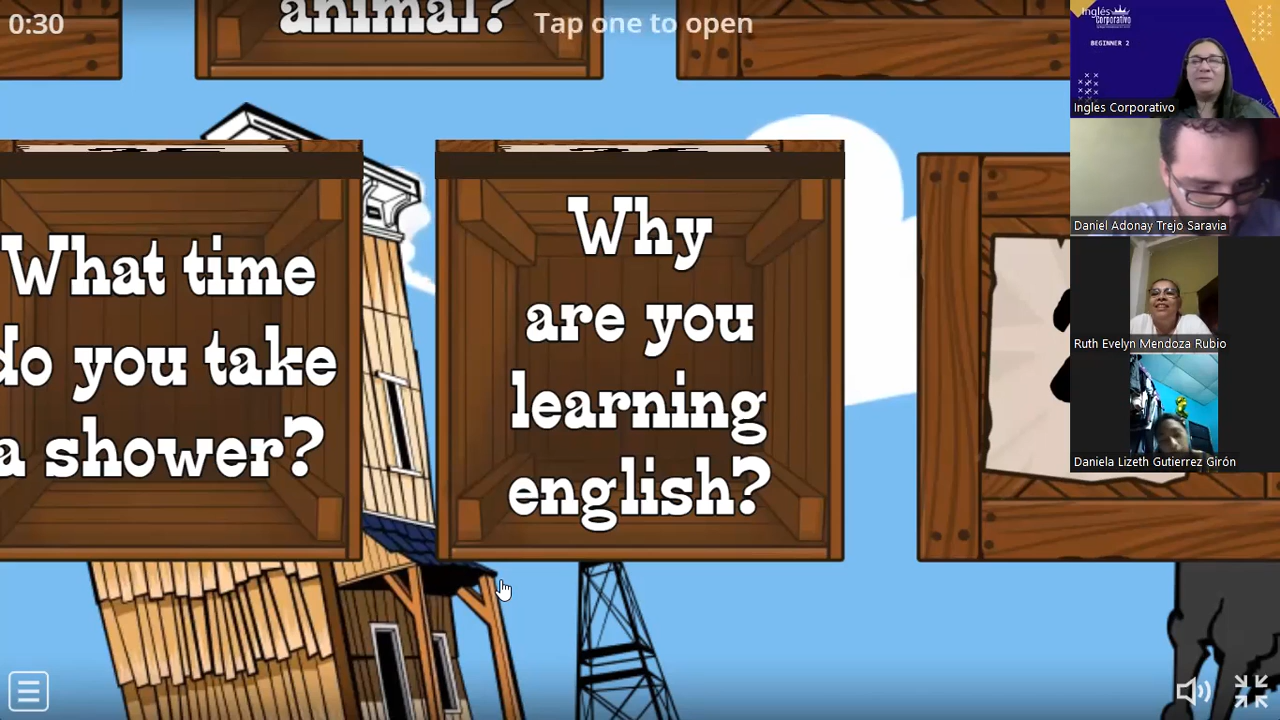 0:30
animal?
Tap one to open
What time
do you take
a shower?
Why
are you
learning
english?
Inglés
Corporativo
BEGINNER 2
Ingles Corporativo
Daniel Adonay Trejo Saravia
Ruth Evelyn Mendoza Rubio
Daniela Lizeth Gutierrez Girón